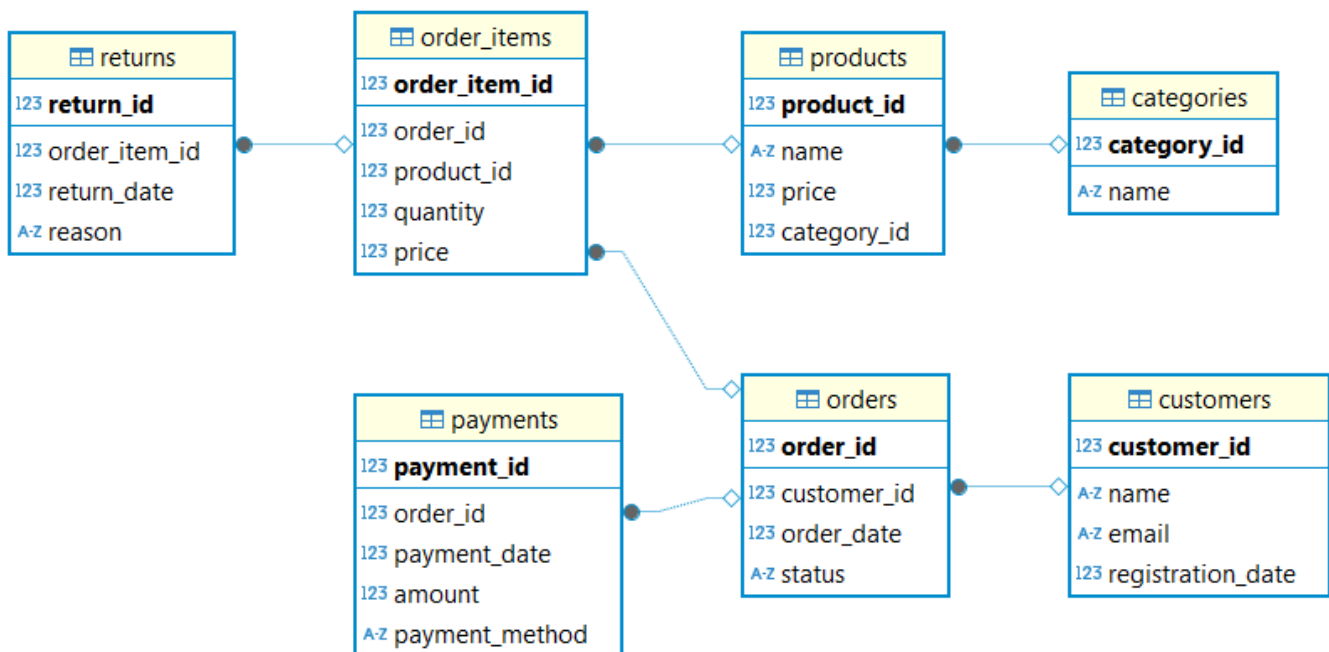 returns
123 return_id
123 order_item_id
123 return_date
A-Z reason
order_items
123 order_item_id
123 order_id
123 product_id
123 quantity
123 price
products
123 product_id
A-Z name
123 price
123 category_id
categories
123 category_id
A-Z name
payments
123 payment_id
123 order_id
123 payment_date
123 amount
A-Z payment_method
orders
123 order_id
123 customer_id
123 order_date
A-Z status
customers
123 customer_id
A-Z name
A-Z email
123 registration_date